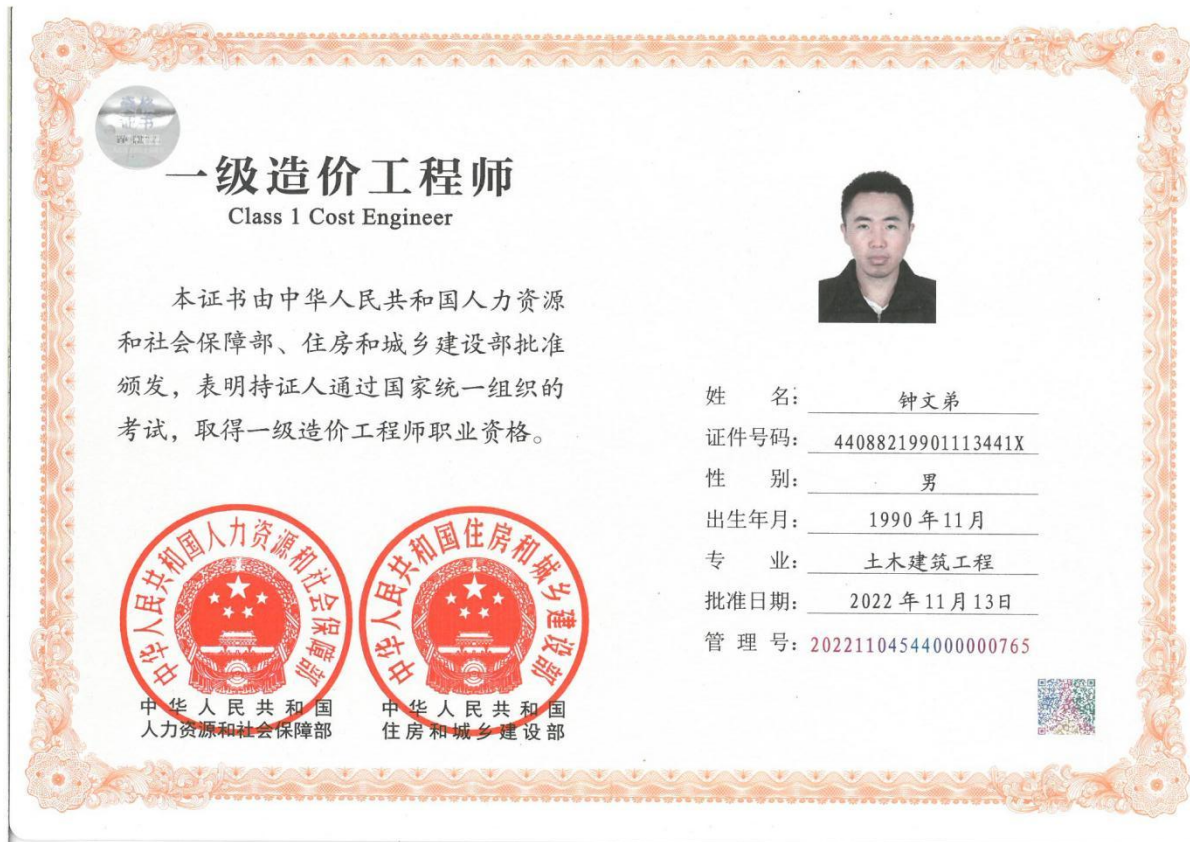 一级造价工程师
Class 1 Cost Engineer
本证书由中华人民共和国人力资源
和社会保障部、住房和城乡建设部批准
颁发，表明持证人通过国家统一组织的
考试，取得一级造价工程师职业资格。
中华人民共和国人力资源和社会保障部
中华人民共和国住房和城乡建设部
中华人民共和国
人力资源和社会保障部
中华人民共和国
住房和城乡建设部
姓名：钟文弟
证件号码：44088219901113441X
性别：男
出生年月：1990年11月
专业：土木建筑工程
批准日期：2022年11月13日
管理号：20221104544000000765